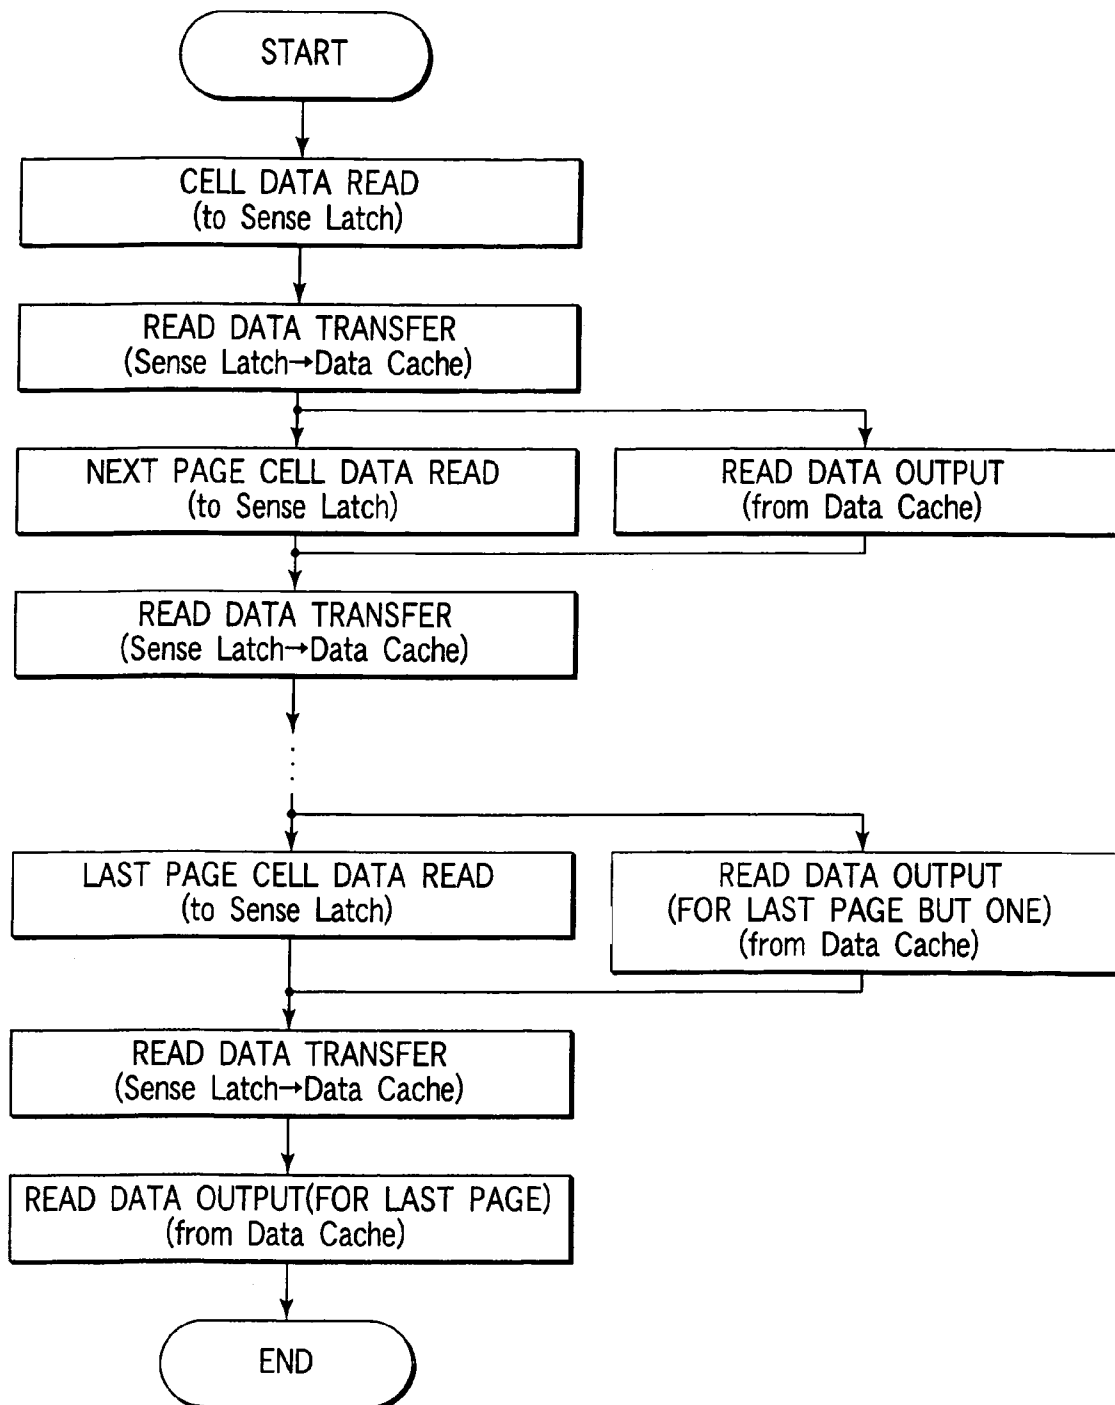 START
CELL DATA READ
(to Sense Latch)
READ DATA TRANSFER
(Sense Latch→Data Cache)
NEXT PAGE CELL DATA READ
(to Sense Latch)
READ DATA OUTPUT
(from Data Cache)
READ DATA TRANSFER
(Sense Latch→Data Cache)
LAST PAGE CELL DATA READ
(to Sense Latch)
READ DATA OUTPUT
(FOR LAST PAGE BUT ONE)
(from Data Cache)
READ DATA TRANSFER
(Sense Latch→Data Cache)
READ DATA OUTPUT(FOR LAST PAGE)
(from Data Cache)
END